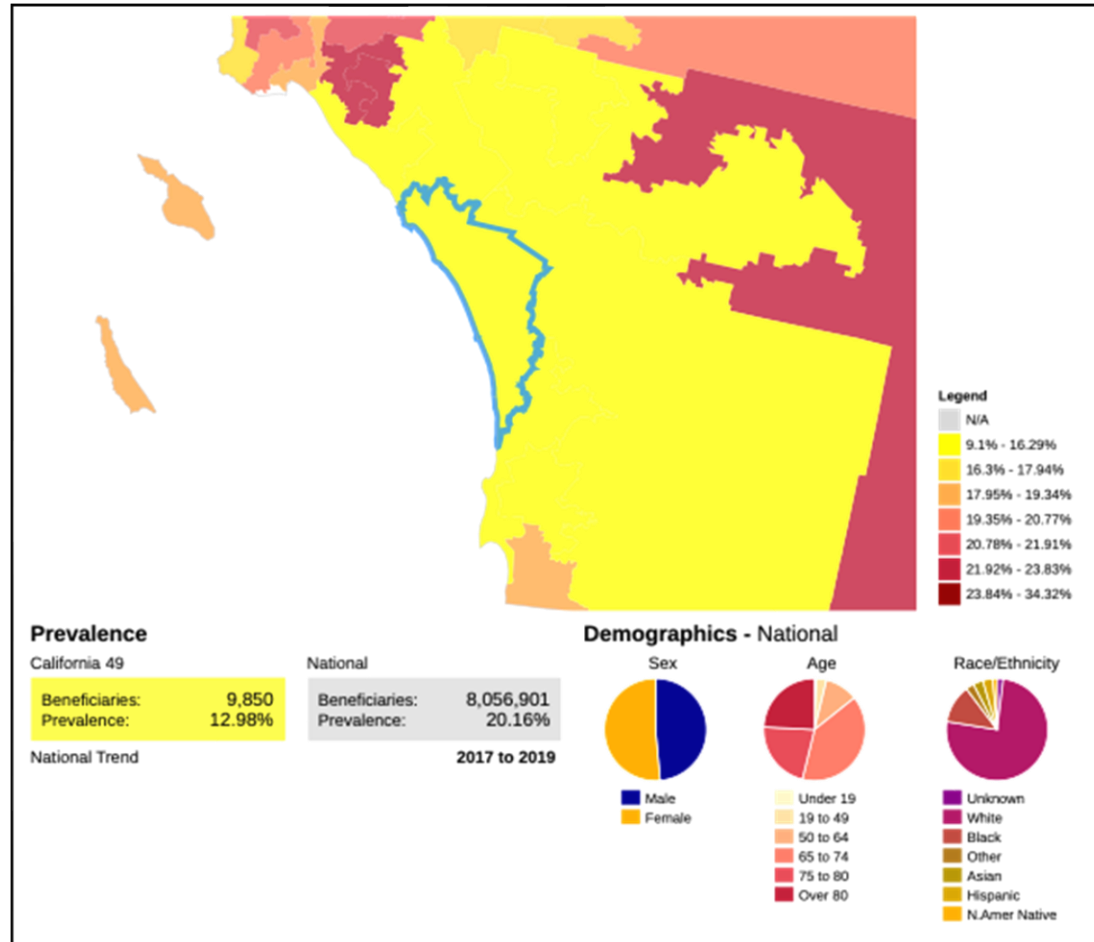 Legend
N/A
9.1% - 16.29%
16.3% - 17.94%
17.95% - 19.34%
19.35% - 20.77%
20.78% - 21.91%
21.92% - 23.83%
23.84% - 34.32%
Prevalence
California 49
Beneficiaries: 9,850
Prevalence: 12.98%
National
Beneficiaries: 8,056,901
Prevalence: 20.16%
National Trend 2017 to 2019
Demographics - National
Sex
Male
Female
Age
Under 19
19 to 49
50 to 64
65 to 74
75 to 80
Over 80
Race/Ethnicity
Unknown
White
Black
Other
Asian
Hispanic
N.Amer Native